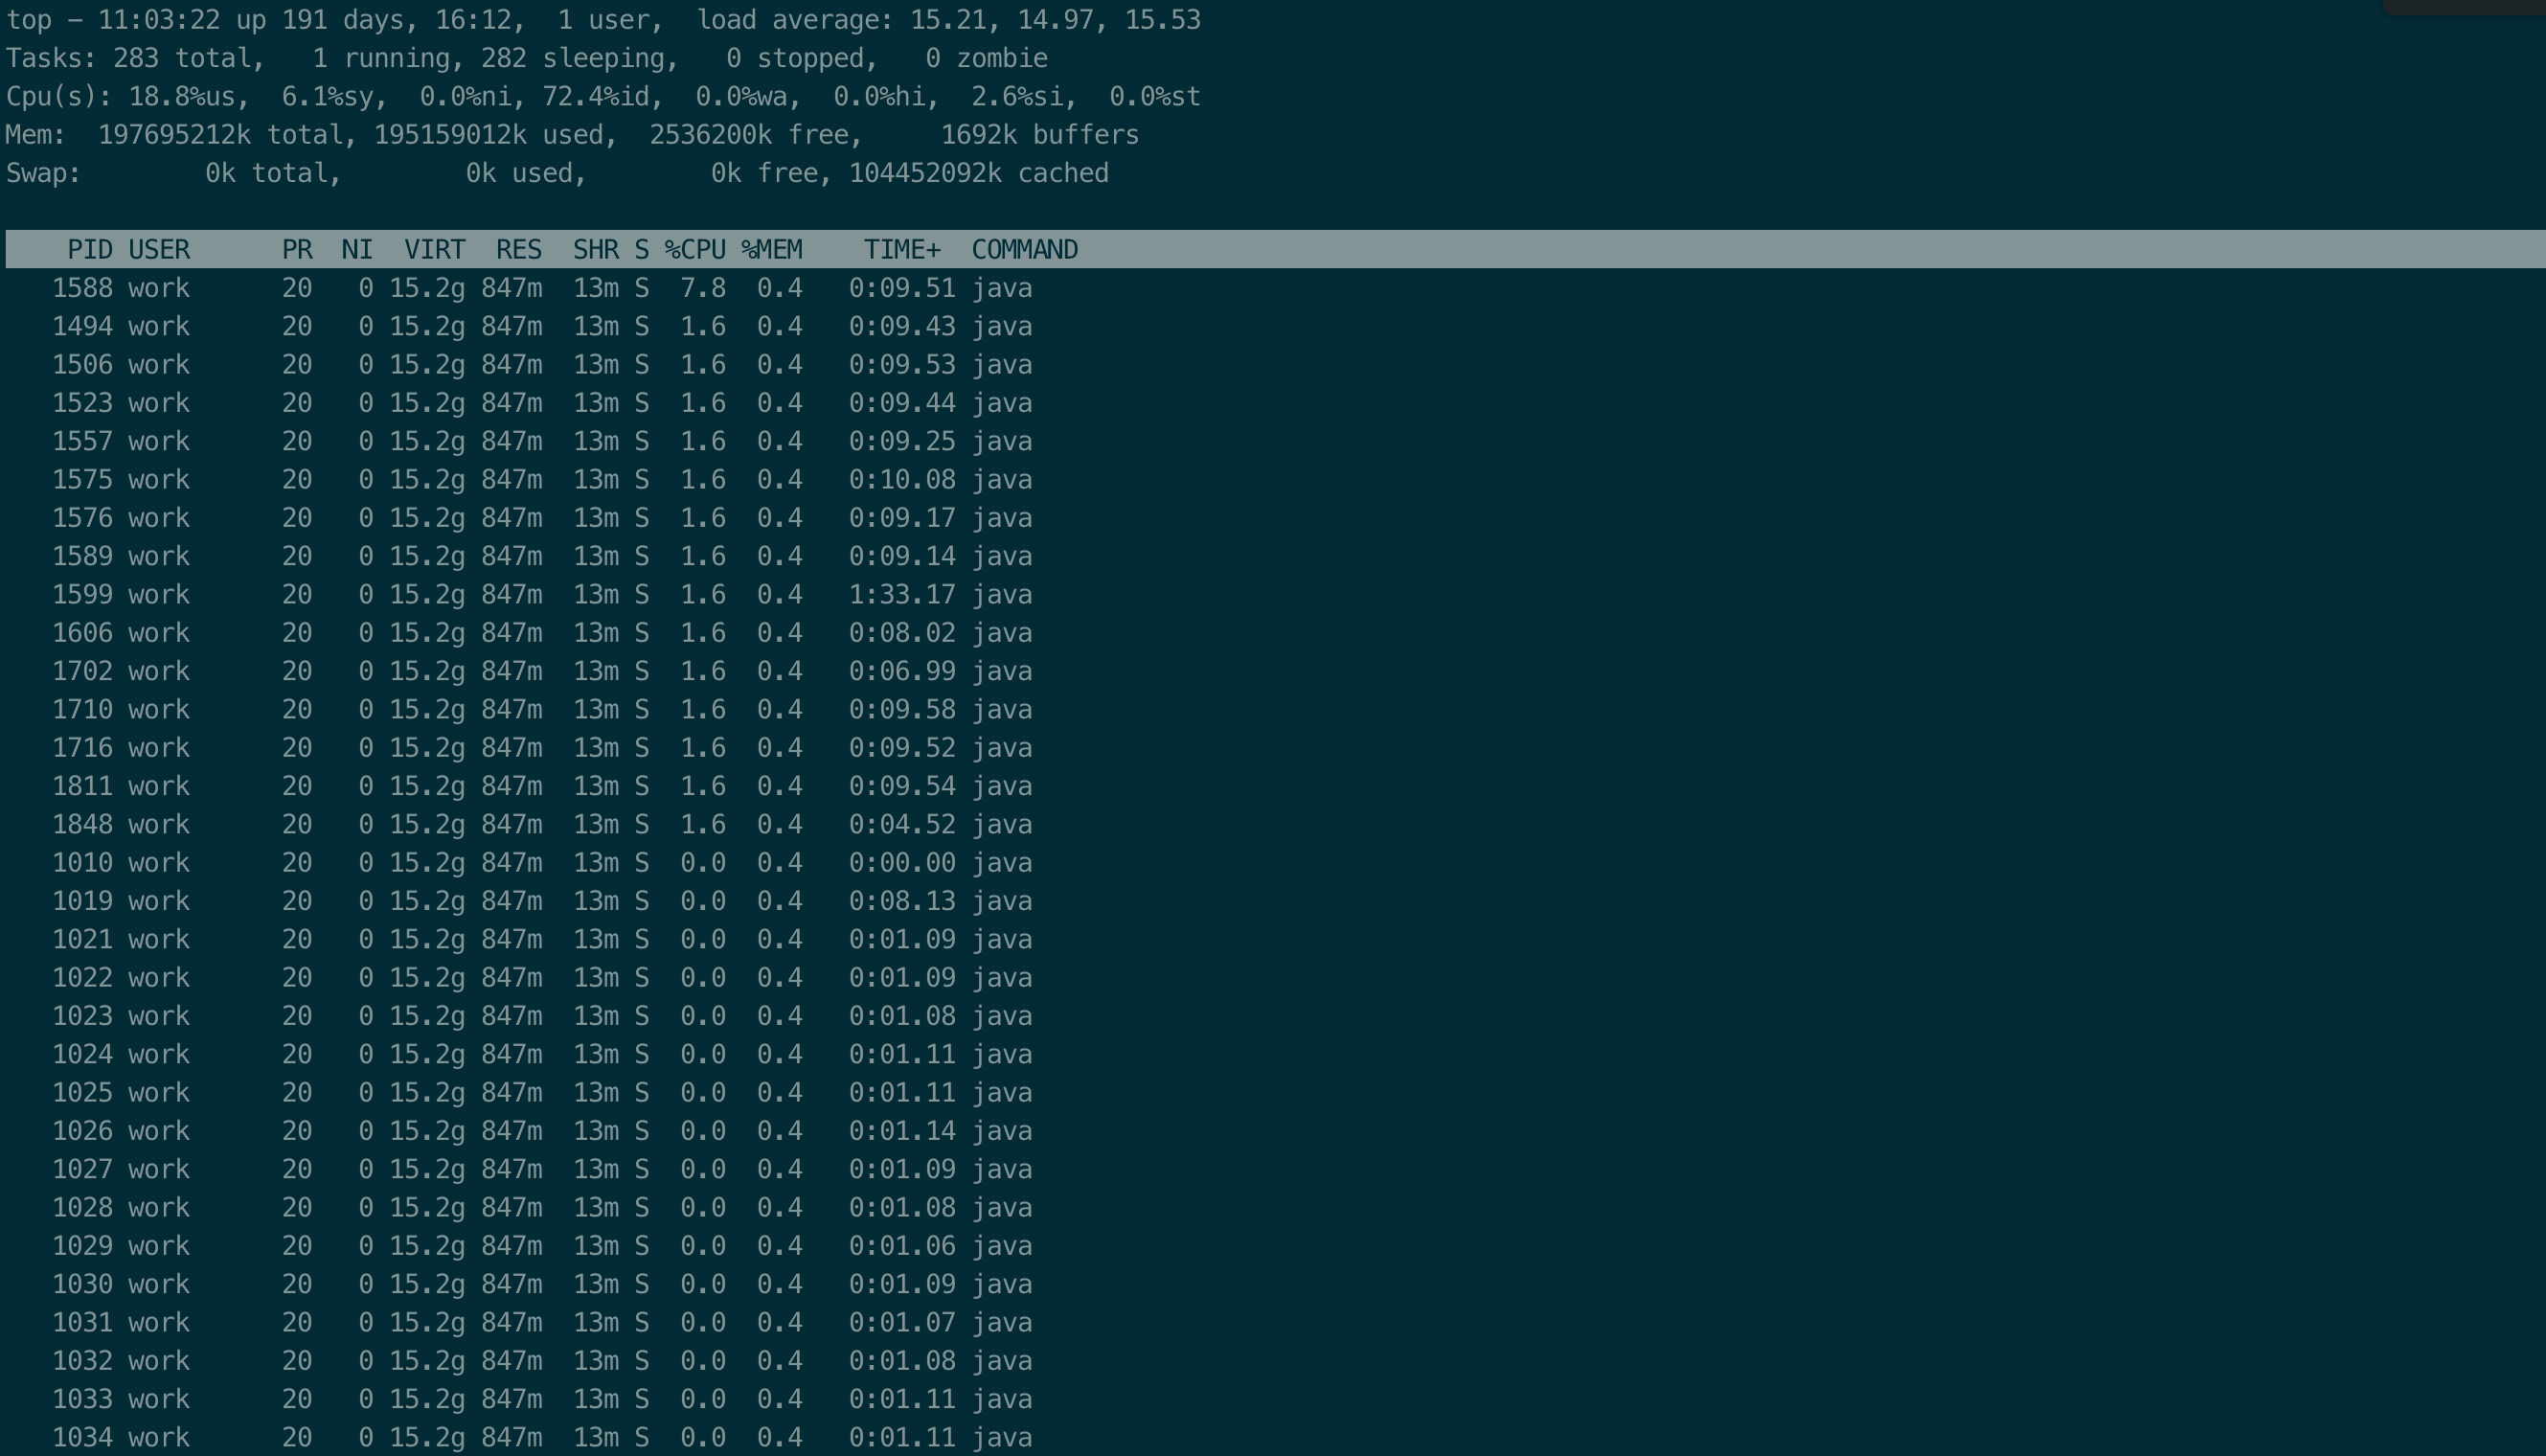 top – 11:03:22 up 191 days, 16:12,  1 user,  load average: 15.21, 14.97, 15.53
Tasks: 283 total,   1 running, 282 sleeping,   0 stopped,   0 zombie
Cpu(s): 18.8%us,  6.1%sy,  0.0%ni, 72.4%id,  0.0%wa,  0.0%hi,  2.6%si,  0.0%st
Mem:  197695212k total, 195159012k used,  2536200k free,     1692k buffers
Swap:        0k total,        0k used,        0k free, 104452092k cached
PID USER      PR  NI  VIRT  RES  SHR S %CPU %MEM    TIME+  COMMAND
1588 work      20   0 15.2g 847m  13m S  7.8  0.4   0:09.51 java
1494 work      20   0 15.2g 847m  13m S  1.6  0.4   0:09.43 java
1506 work      20   0 15.2g 847m  13m S  1.6  0.4   0:09.53 java
1523 work      20   0 15.2g 847m  13m S  1.6  0.4   0:09.44 java
1557 work      20   0 15.2g 847m  13m S  1.6  0.4   0:09.25 java
1575 work      20   0 15.2g 847m  13m S  1.6  0.4   0:10.08 java
1576 work      20   0 15.2g 847m  13m S  1.6  0.4   0:09.17 java
1589 work      20   0 15.2g 847m  13m S  1.6  0.4   0:09.14 java
1599 work      20   0 15.2g 847m  13m S  1.6  0.4   1:33.17 java
1606 work      20   0 15.2g 847m  13m S  1.6  0.4   0:08.02 java
1702 work      20   0 15.2g 847m  13m S  1.6  0.4   0:06.99 java
1710 work      20   0 15.2g 847m  13m S  1.6  0.4   0:09.58 java
1716 work      20   0 15.2g 847m  13m S  1.6  0.4   0:09.52 java
1811 work      20   0 15.2g 847m  13m S  1.6  0.4   0:09.54 java
1848 work      20   0 15.2g 847m  13m S  1.6  0.4   0:04.52 java
1010 work      20   0 15.2g 847m  13m S  0.0  0.4   0:00.00 java
1019 work      20   0 15.2g 847m  13m S  0.0  0.4   0:08.13 java
1021 work      20   0 15.2g 847m  13m S  0.0  0.4   0:01.09 java
1022 work      20   0 15.2g 847m  13m S  0.0  0.4   0:01.09 java
1023 work      20   0 15.2g 847m  13m S  0.0  0.4   0:01.08 java
1024 work      20   0 15.2g 847m  13m S  0.0  0.4   0:01.11 java
1025 work      20   0 15.2g 847m  13m S  0.0  0.4   0:01.11 java
1026 work      20   0 15.2g 847m  13m S  0.0  0.4   0:01.14 java
1027 work      20   0 15.2g 847m  13m S  0.0  0.4   0:01.09 java
1028 work      20   0 15.2g 847m  13m S  0.0  0.4   0:01.08 java
1029 work      20   0 15.2g 847m  13m S  0.0  0.4   0:01.06 java
1030 work      20   0 15.2g 847m  13m S  0.0  0.4   0:01.09 java
1031 work      20   0 15.2g 847m  13m S  0.0  0.4   0:01.07 java
1032 work      20   0 15.2g 847m  13m S  0.0  0.4   0:01.08 java
1033 work      20   0 15.2g 847m  13m S  0.0  0.4   0:01.11 java
1034 work      20   0 15.2g 847m  13m S  0.0  0.4   0:01.11 java